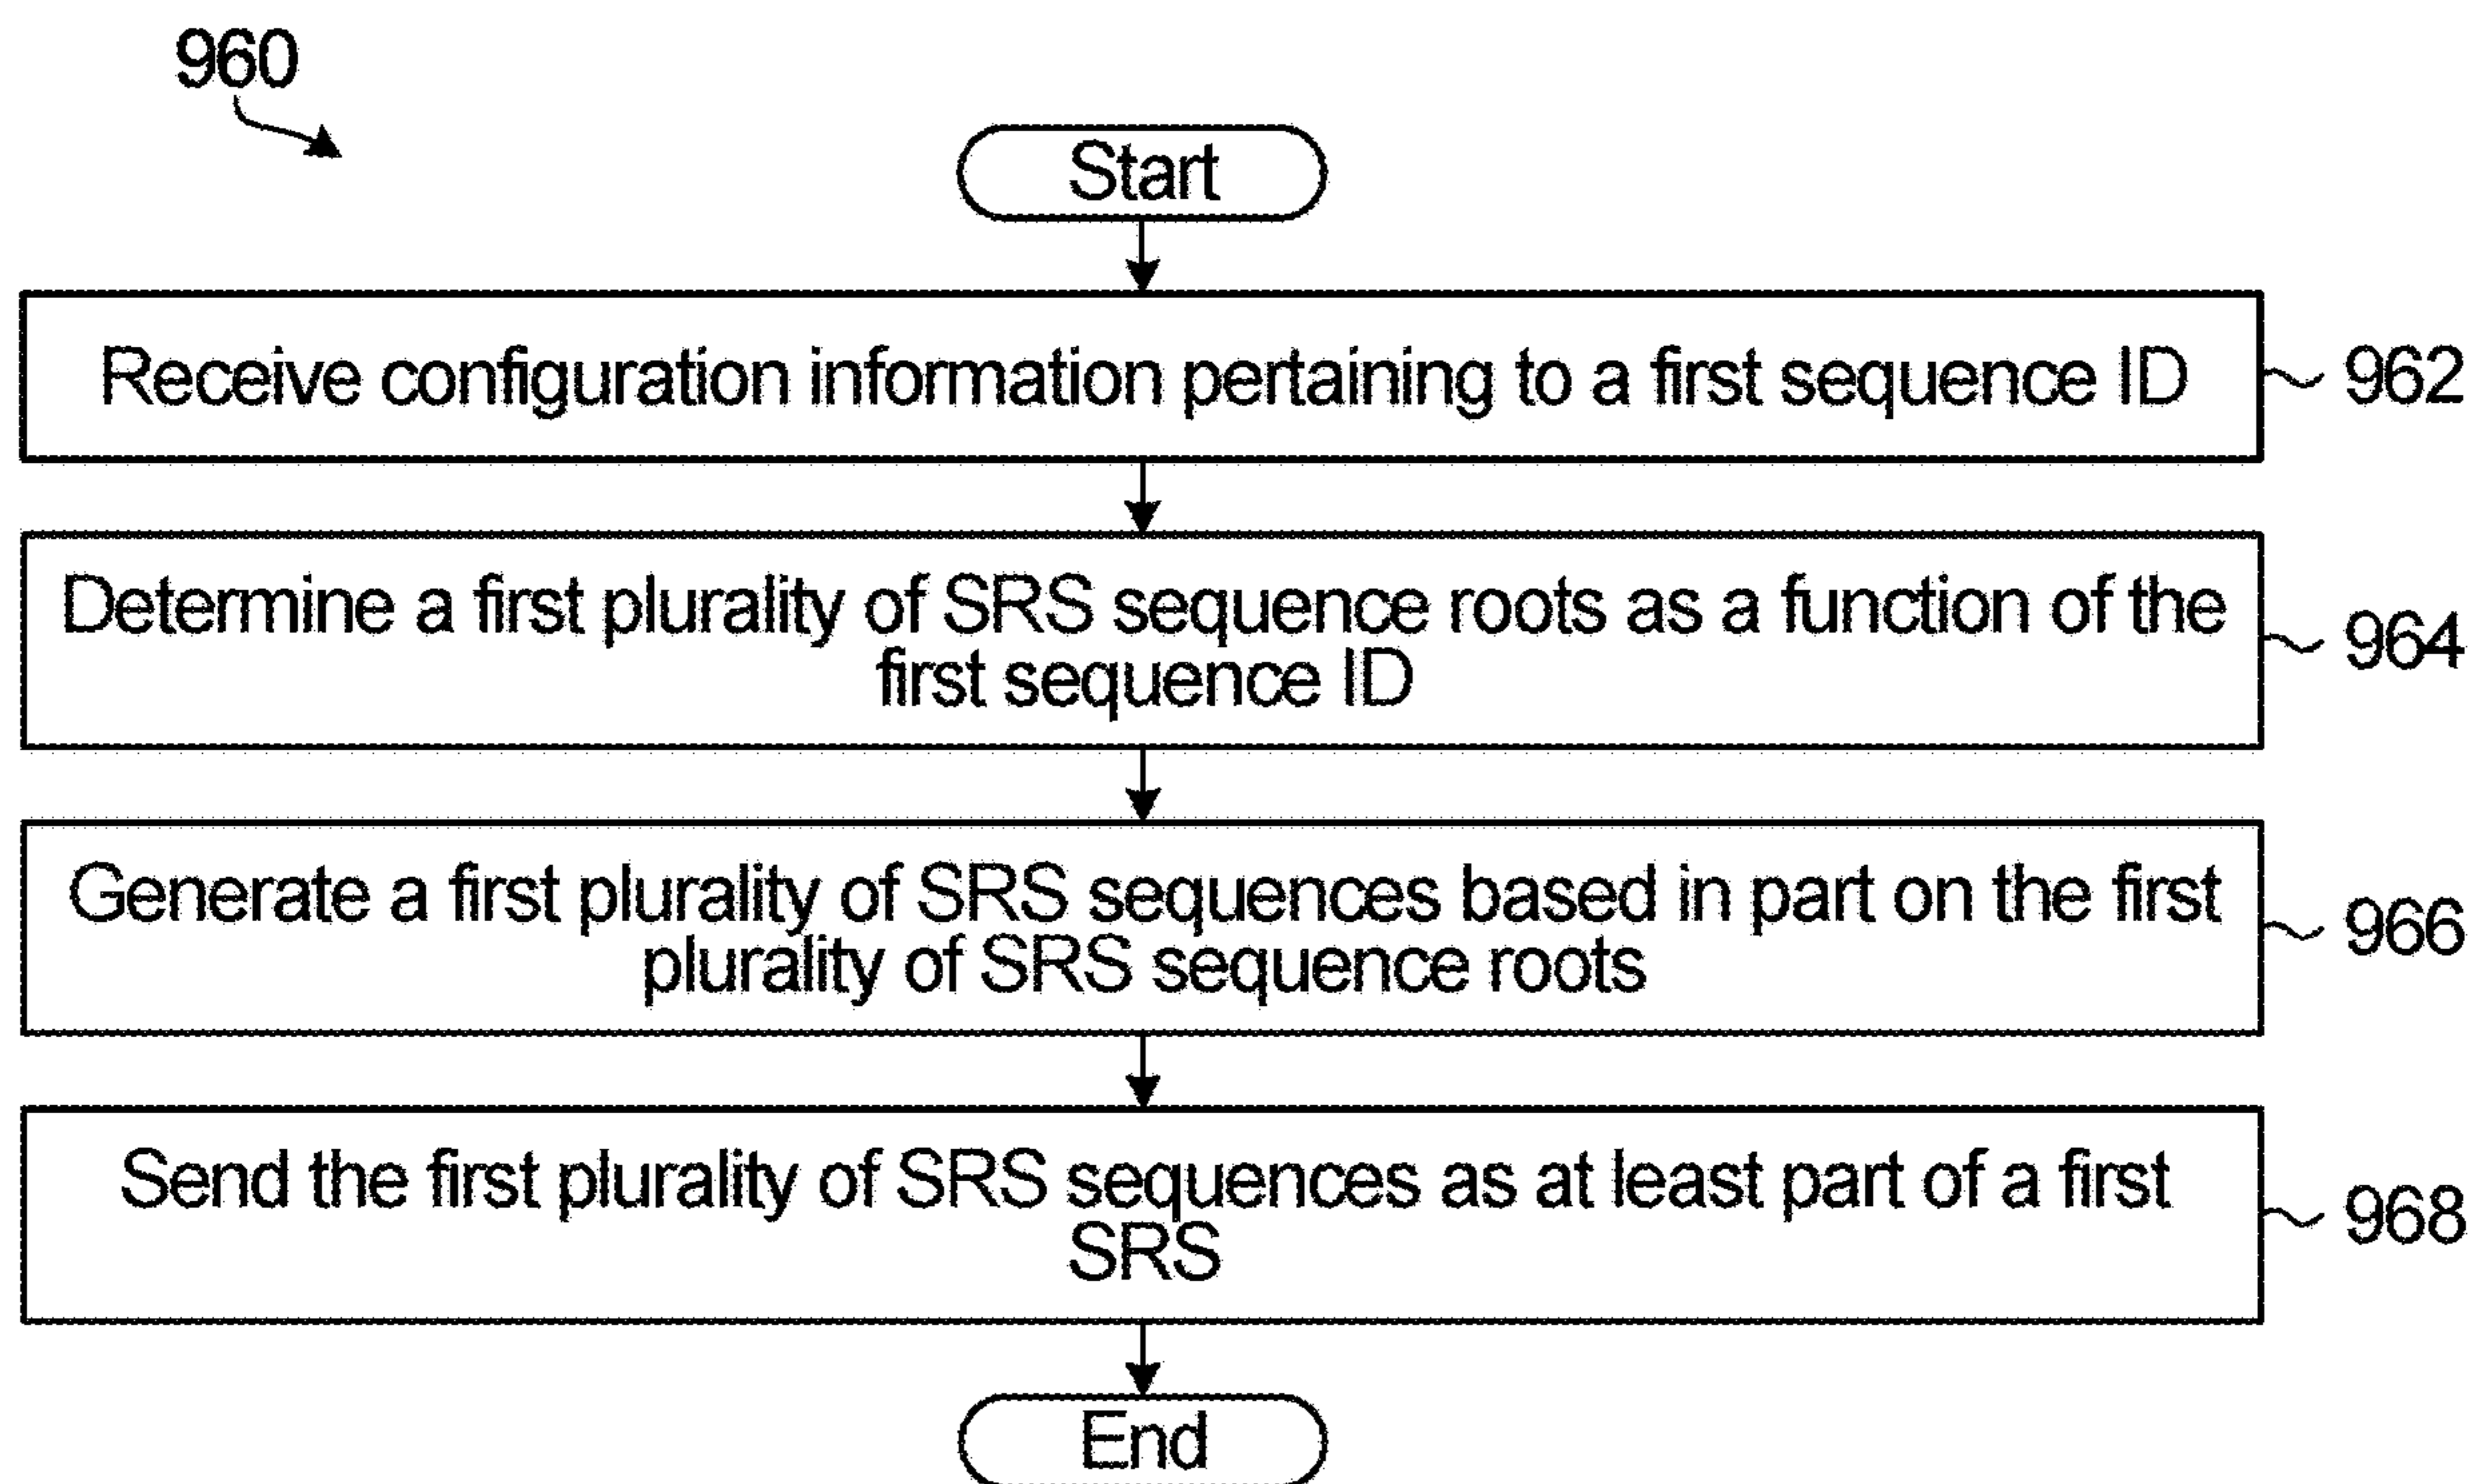 960
Start
Receive configuration information pertaining to a first sequence ID
962
Determine a first plurality of SRS sequence roots as a function of the
first sequence ID
964
Generate a first plurality of SRS sequences based in part on the first
plurality of SRS sequence roots
966
Send the first plurality of SRS sequences as at least part of a first
SRS
968
End